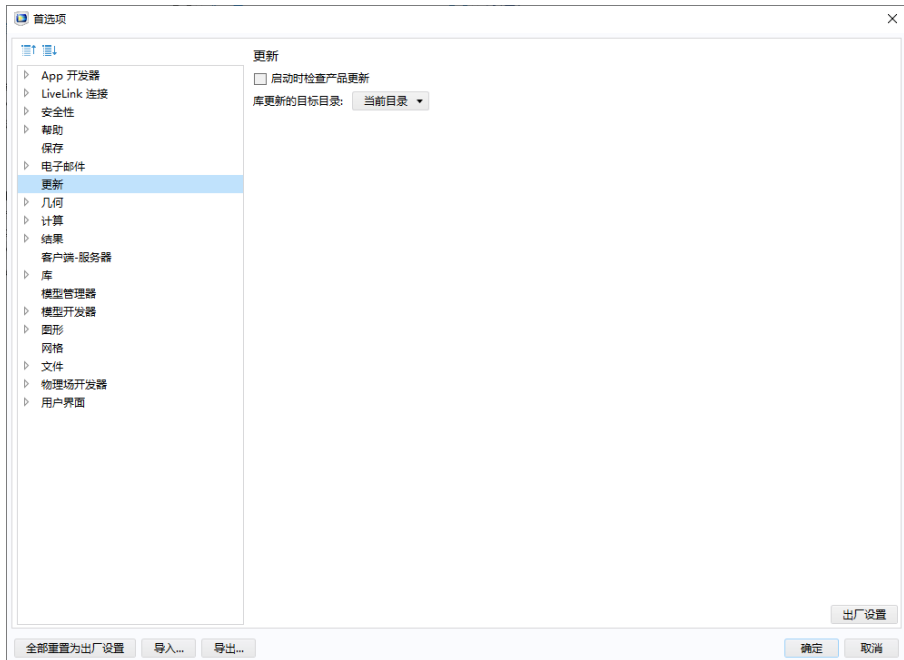 首选项
更新
启动时检查产品更新
库更新的目标目录: 当前目录
App 开发器
LiveLink 连接
安全性
帮助
保存
电子邮件
更新
几何
计算
结果
客户端-服务器
库
模型管理器
模型开发器
图形
网格
文件
物理场开发器
用户界面
出厂设置
全部重置为出厂设置 导入... 导出... 确定 取消